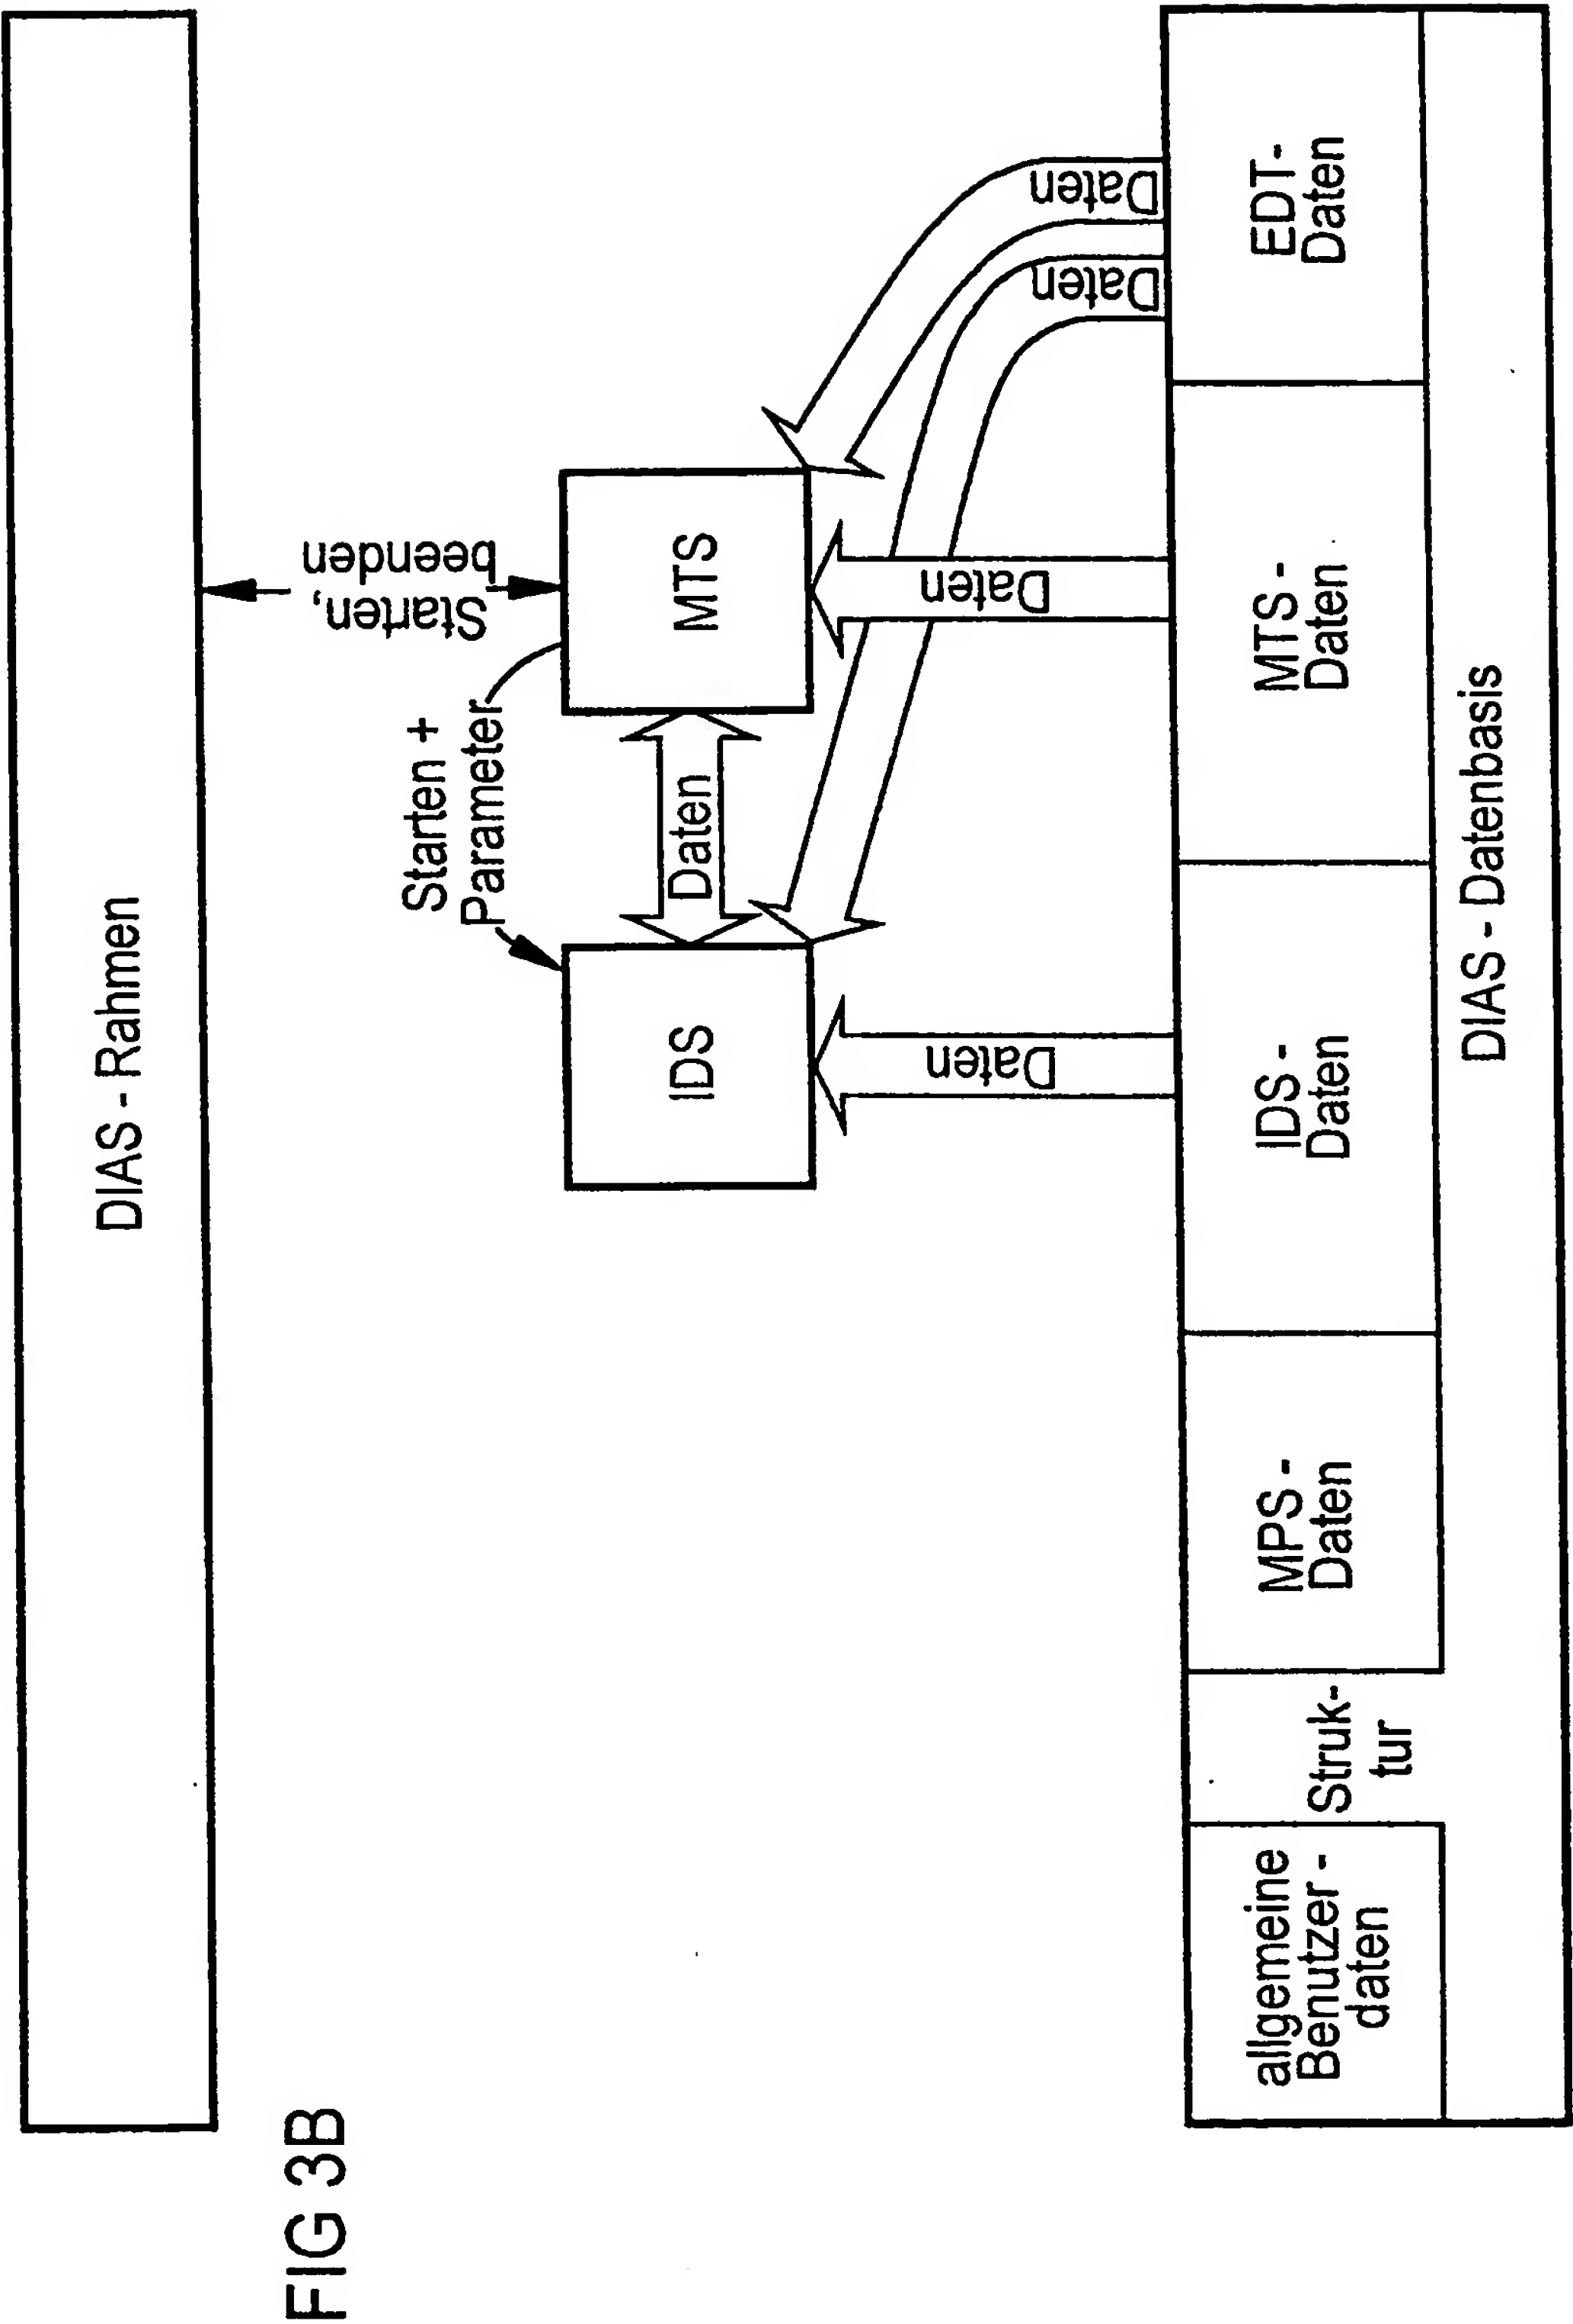 FIG 3B
DIAS - Rahmen
Starten,
beenden
Starten +
Parameter
IDS
Daten
MTS
Daten
Daten
Daten
Daten
allgemeine
Benutzer -
daten
Struk-
tur
MPS -
Daten
IDS -
Daten
MTS -
Daten
EDT-
Daten
DIAS - Datenbasis